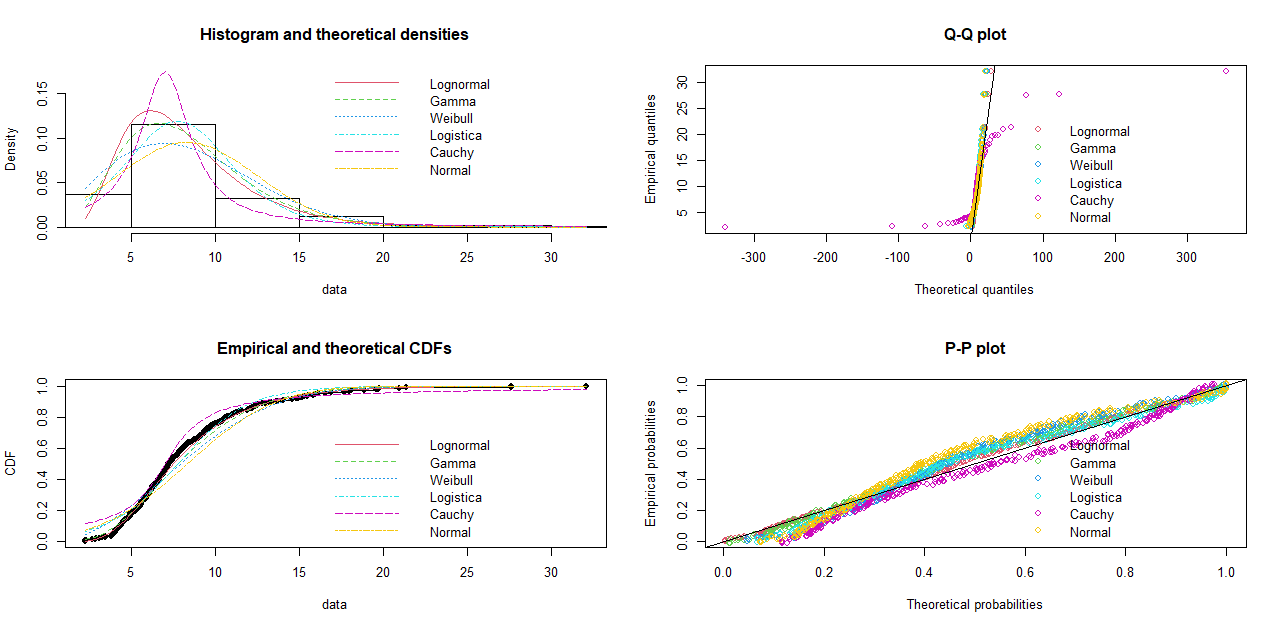 Histogram and theoretical densities
Density
0.00 0.05 0.10 0.15
Lognormal
Gamma
Weibull
Logistica
Cauchy
Normal
5 10 15 20 25 30
data
Q-Q plot
Empirical quantiles
5 10 15 20 25 30
Lognormal
Gamma
Weibull
Logistica
Cauchy
Normal
-300 -200 -100 0 100 200 300
Theoretical quantiles
Empirical and theoretical CDFs
CDF
0.0 0.2 0.4 0.6 0.8 1.0
Lognormal
Gamma
Weibull
Logistica
Cauchy
Normal
5 10 15 20 25 30
data
P-P plot
Empirical probabilities
0.0 0.2 0.4 0.6 0.8 1.0
Lognormal
Gamma
Weibull
Logistica
Cauchy
Normal
0.0 0.2 0.4 0.6 0.8 1.0
Theoretical probabilities